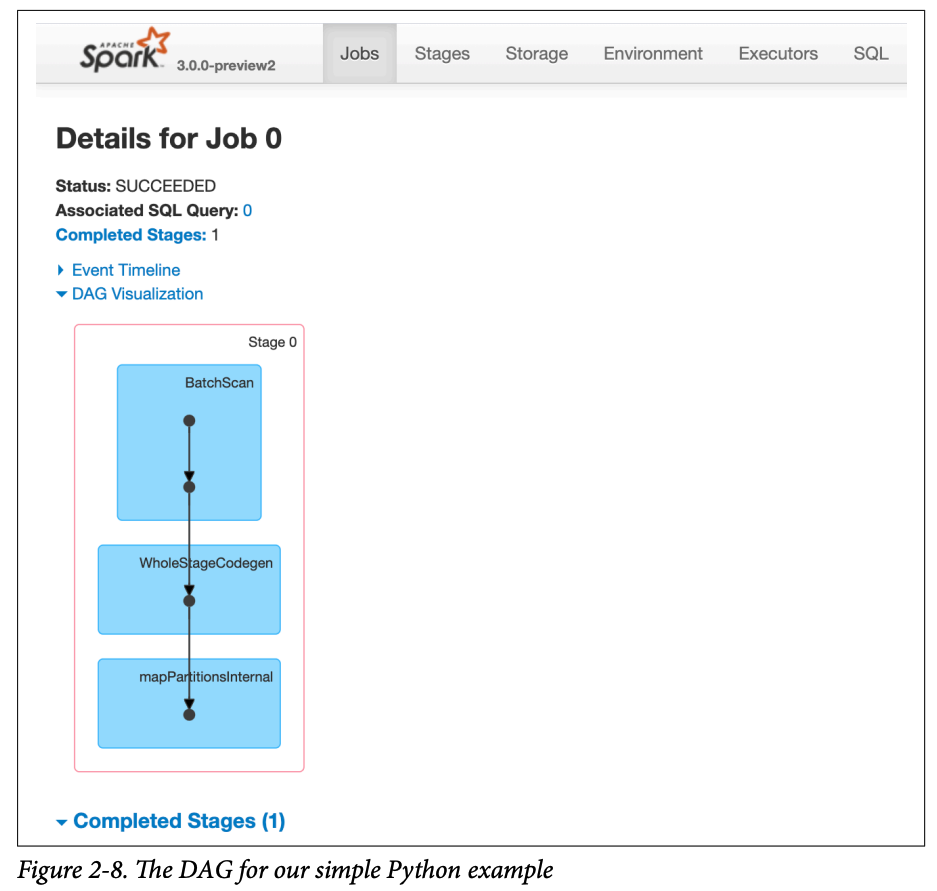 APACHE
Spark 3.0.0-preview2 Jobs Stages Storage Environment Executors SQL
Details for Job 0
Status: SUCCEEDED
Associated SQL Query: 0
Completed Stages: 1
Event Timeline
DAG Visualization
Stage 0
BatchScan
WholeStageCodegen
mapPartitionsInternal
Completed Stages (1)
Figure 2-8. The DAG for our simple Python example